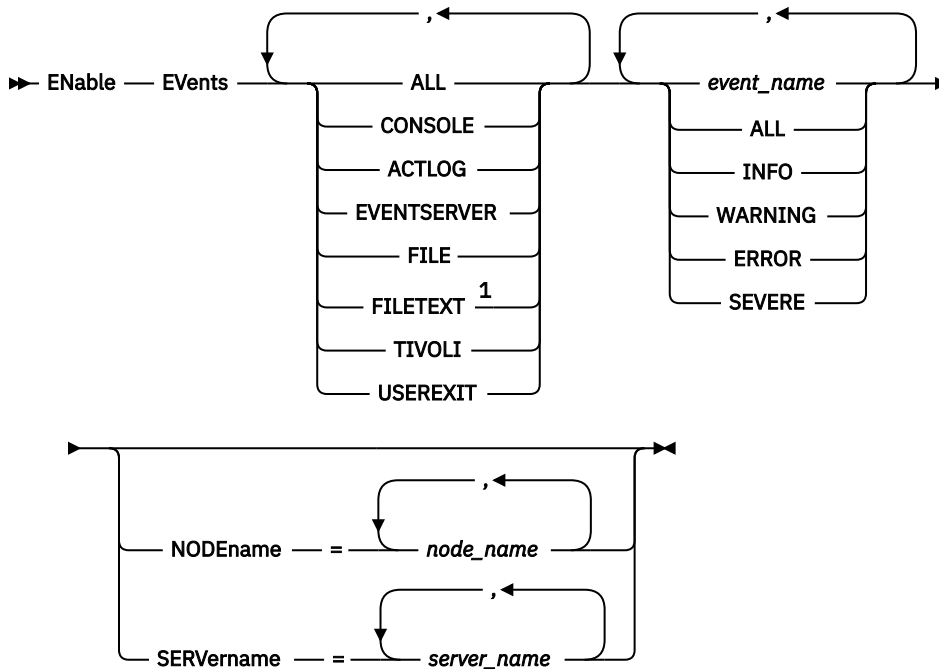 , ,
ENable EVents ALL event_name
CONSOLE ALL
ACTLOG INFO
EVENTSERVER WARNING
FILE ERROR
FILETEXT 1 SEVERE
TIVOLI
USEREXIT
,
NODEname = node_name
,
SERVername = server_name